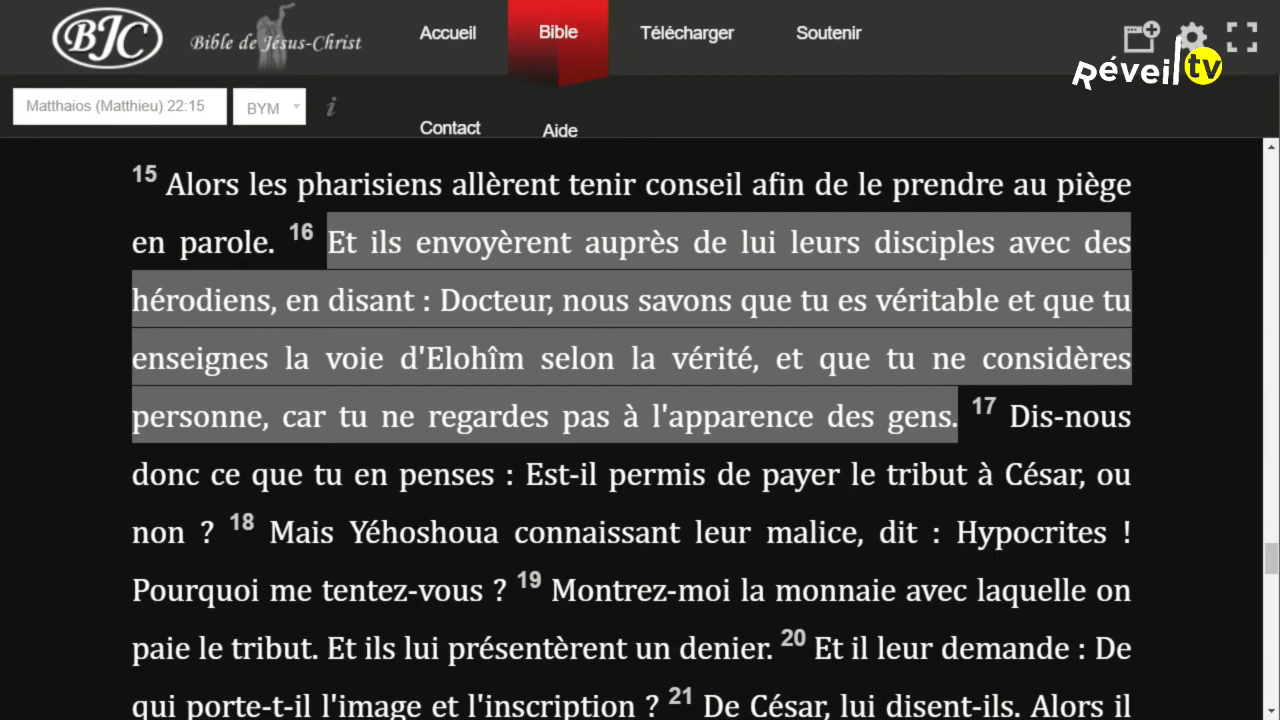 BJC
Bible de Jésus-Christ
Accueil
Bible
Télécharger
Soutenir
Réveil tv
Matthaios (Matthieu) 22:15
BYM
i
Contact
Aide
15 Alors les pharisiens allèrent tenir conseil afin de le prendre au piège
en parole. 16 Et ils envoyèrent auprès de lui leurs disciples avec des
hérodiens, en disant : Docteur, nous savons que tu es véritable et que tu
enseignes la voie d'Elohîm selon la vérité, et que tu ne considères
personne, car tu ne regardes pas à l'apparence des gens. 17 Dis-nous
donc ce que tu en penses : Est-il permis de payer le tribut à César, ou
non ? 18 Mais Yéhoshoua connaissant leur malice, dit : Hypocrites !
Pourquoi me tentez-vous ? 19 Montrez-moi la monnaie avec laquelle on
paie le tribut. Et ils lui présentèrent un denier. 20 Et il leur demande : De
qui porte-t-il l'image et l'inscription ? 21 De César, lui disent-ils. Alors il